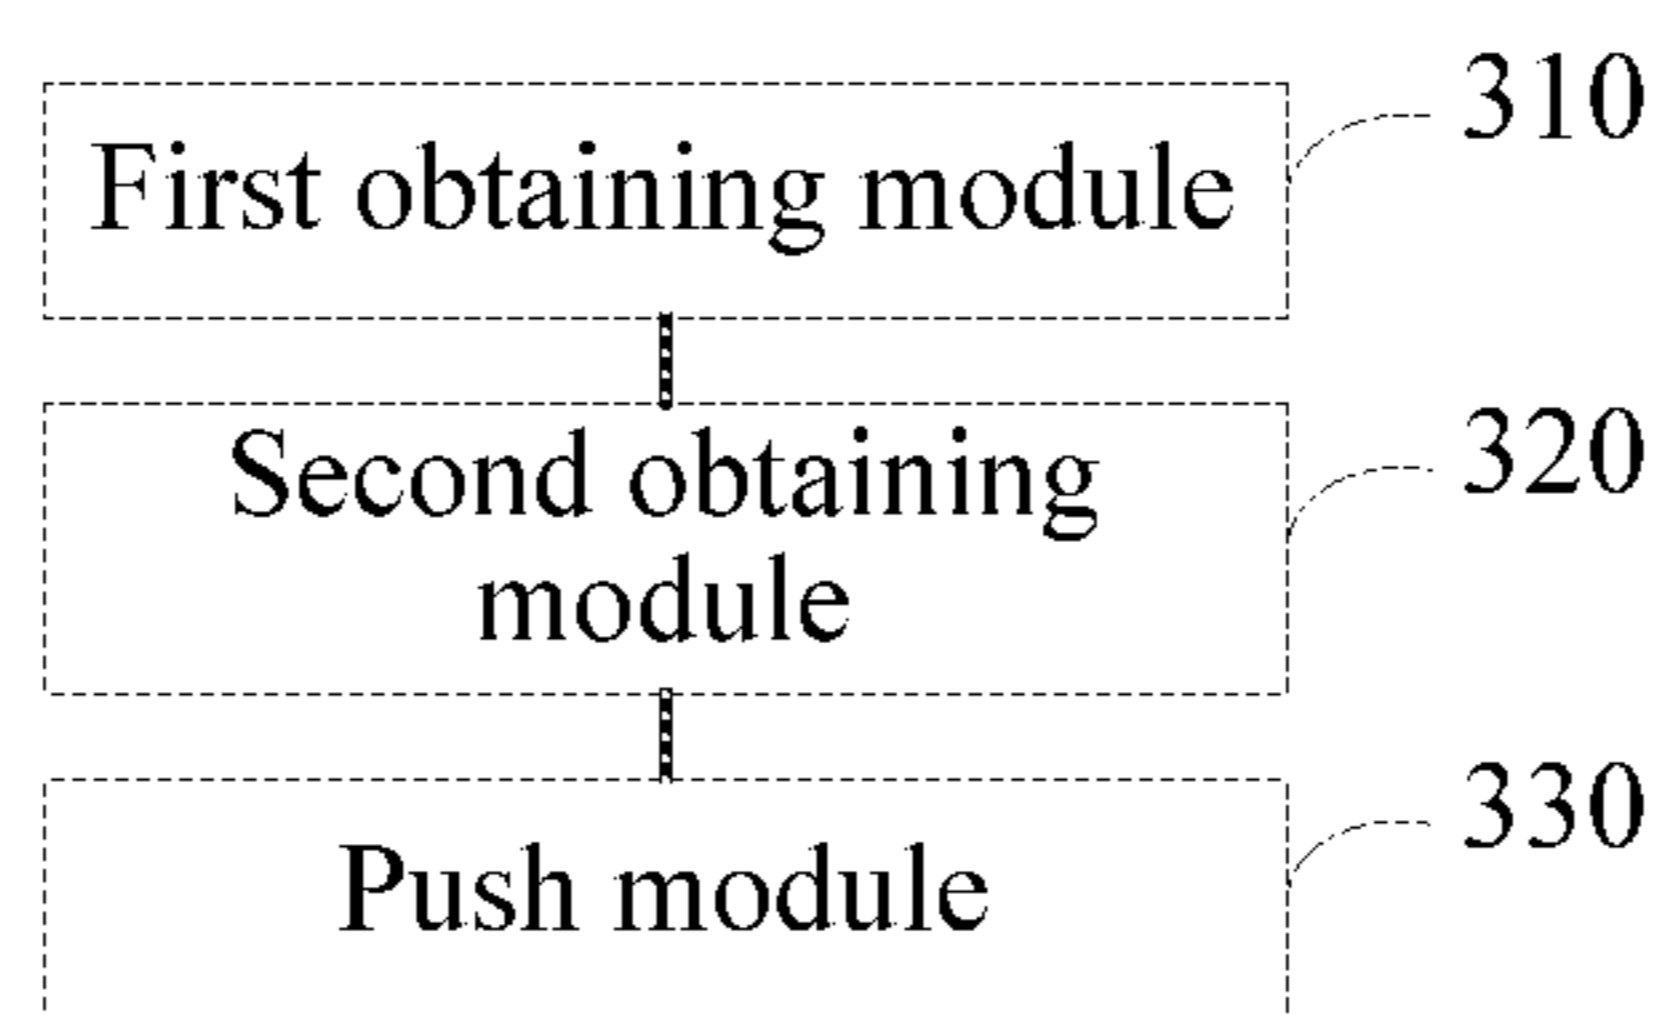 First obtaining module
310
Second obtaining
module
320
Push module
330